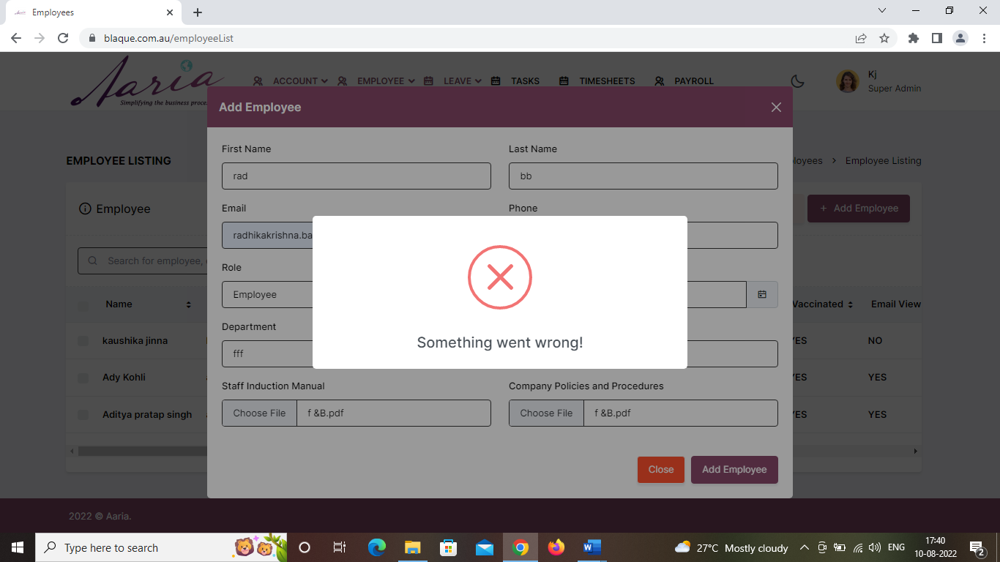 Employees
blaque.com.au/employeeList
Aaria
Simplifying the business proce
ACCOUNT EMPLOYEE LEAVE TASKS TIMESHEETS PAYROLL
Kj
Super Admin
Add Employee
EMPLOYEE LISTING
Employee Listing
First Name Last Name
rad bb
Employee
+ Add Employee
Email Phone
radhikakrishna.ba
Search for employee,
Role
Employee
Name Vaccinated Email View
Department
kaushika jinna YES NO
fff
Something went wrong!
Ady Kohli YES YES
Staff Induction Manual Company Policies and Procedures
Aditya pratap singh YES YES
Choose File f &B.pdf Choose File f &B.pdf
Close Add Employee
2022 © Aaria.
Type here to search
27°C Mostly cloudy
ENG
17:40
10-08-2022
2